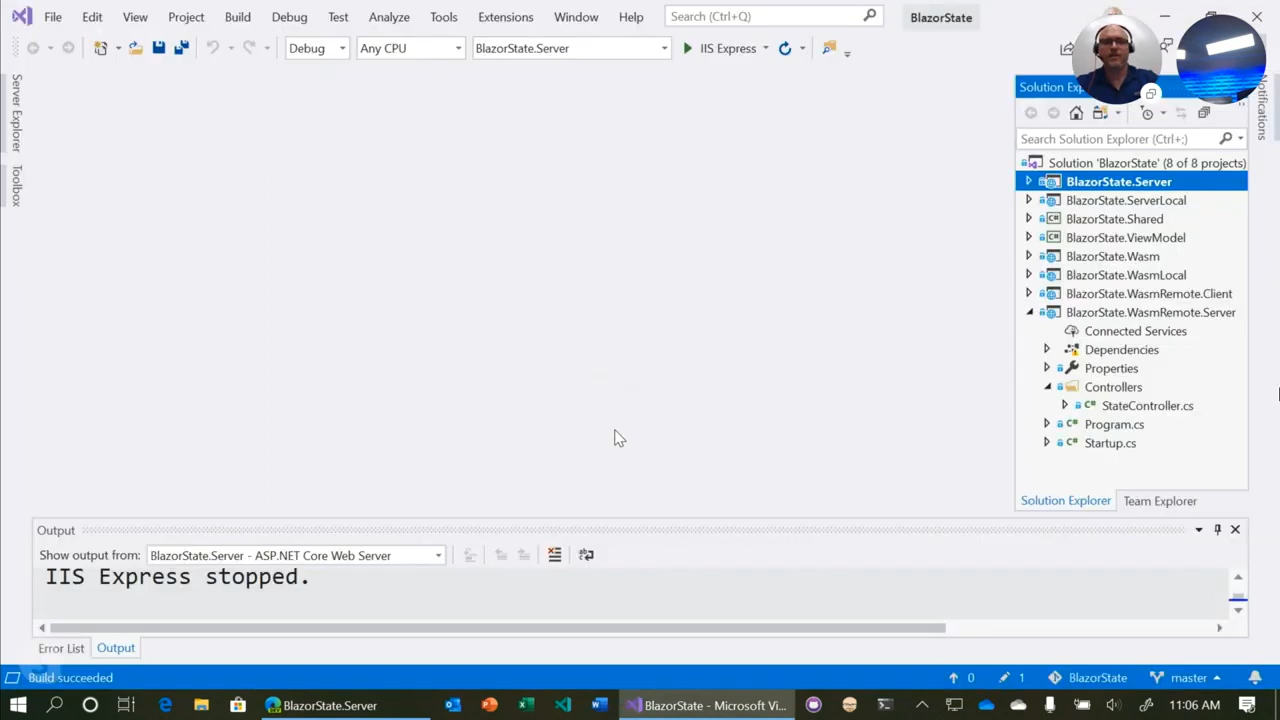 File Edit View Project Build Debug Test Analyze Tools Extensions Window Help Search (Ctrl+Q) BlazorState
Debug Any CPU BlazorState.Server IIS Express
Server Explorer
Toolbox
Notifications
Solution Exp
Search Solution Explorer (Ctrl+;)
Solution 'BlazorState' (8 of 8 projects)
BlazorState.Server
BlazorState.ServerLocal
BlazorState.Shared
BlazorState.ViewModel
BlazorState.Wasm
BlazorState.WasmLocal
BlazorState.WasmRemote.Client
BlazorState.WasmRemote.Server
Connected Services
Dependencies
Properties
Controllers
C# StateController.cs
C# Program.cs
C# Startup.cs
Solution Explorer Team Explorer
Output
Show output from: BlazorState.Server - ASP.NET Core Web Server
IIS Express stopped.
Error List Output
Build succeeded 0 1 BlazorState master
BlazorState.Server BlazorState - Microsoft Vi... 11:06 AM